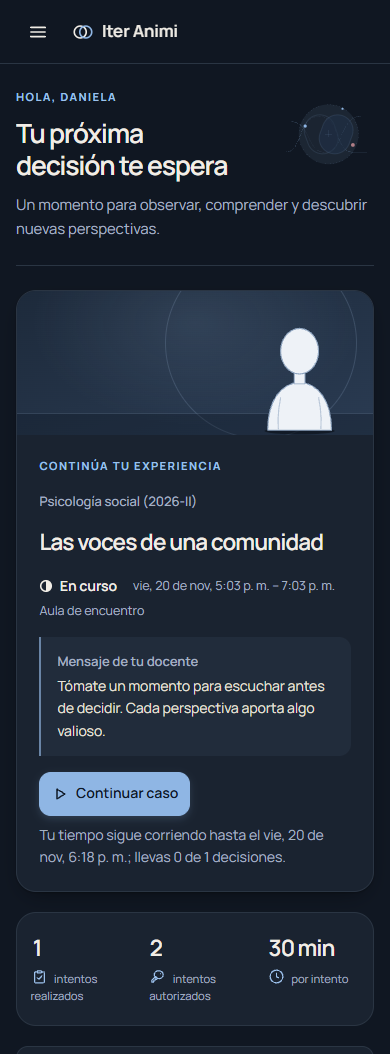 Iter Animi
HOLA, DANIELA
Tu próxima
decisión te espera
Un momento para observar, comprender y descubrir
nuevas perspectivas.
CONTINÚA TU EXPERIENCIA
Psicología social (2026-II)
Las voces de una comunidad
En curso vie, 20 de nov, 5:03 p. m. – 7:03 p. m.
Aula de encuentro
Mensaje de tu docente
Tómate un momento para escuchar antes
de decidir. Cada perspectiva aporta algo
valioso.
Continuar caso
Tu tiempo sigue corriendo hasta el vie, 20 de
nov, 6:18 p. m.; llevas 0 de 1 decisiones.
1
intentos
realizados
2
intentos
autorizados
30 min
por intento